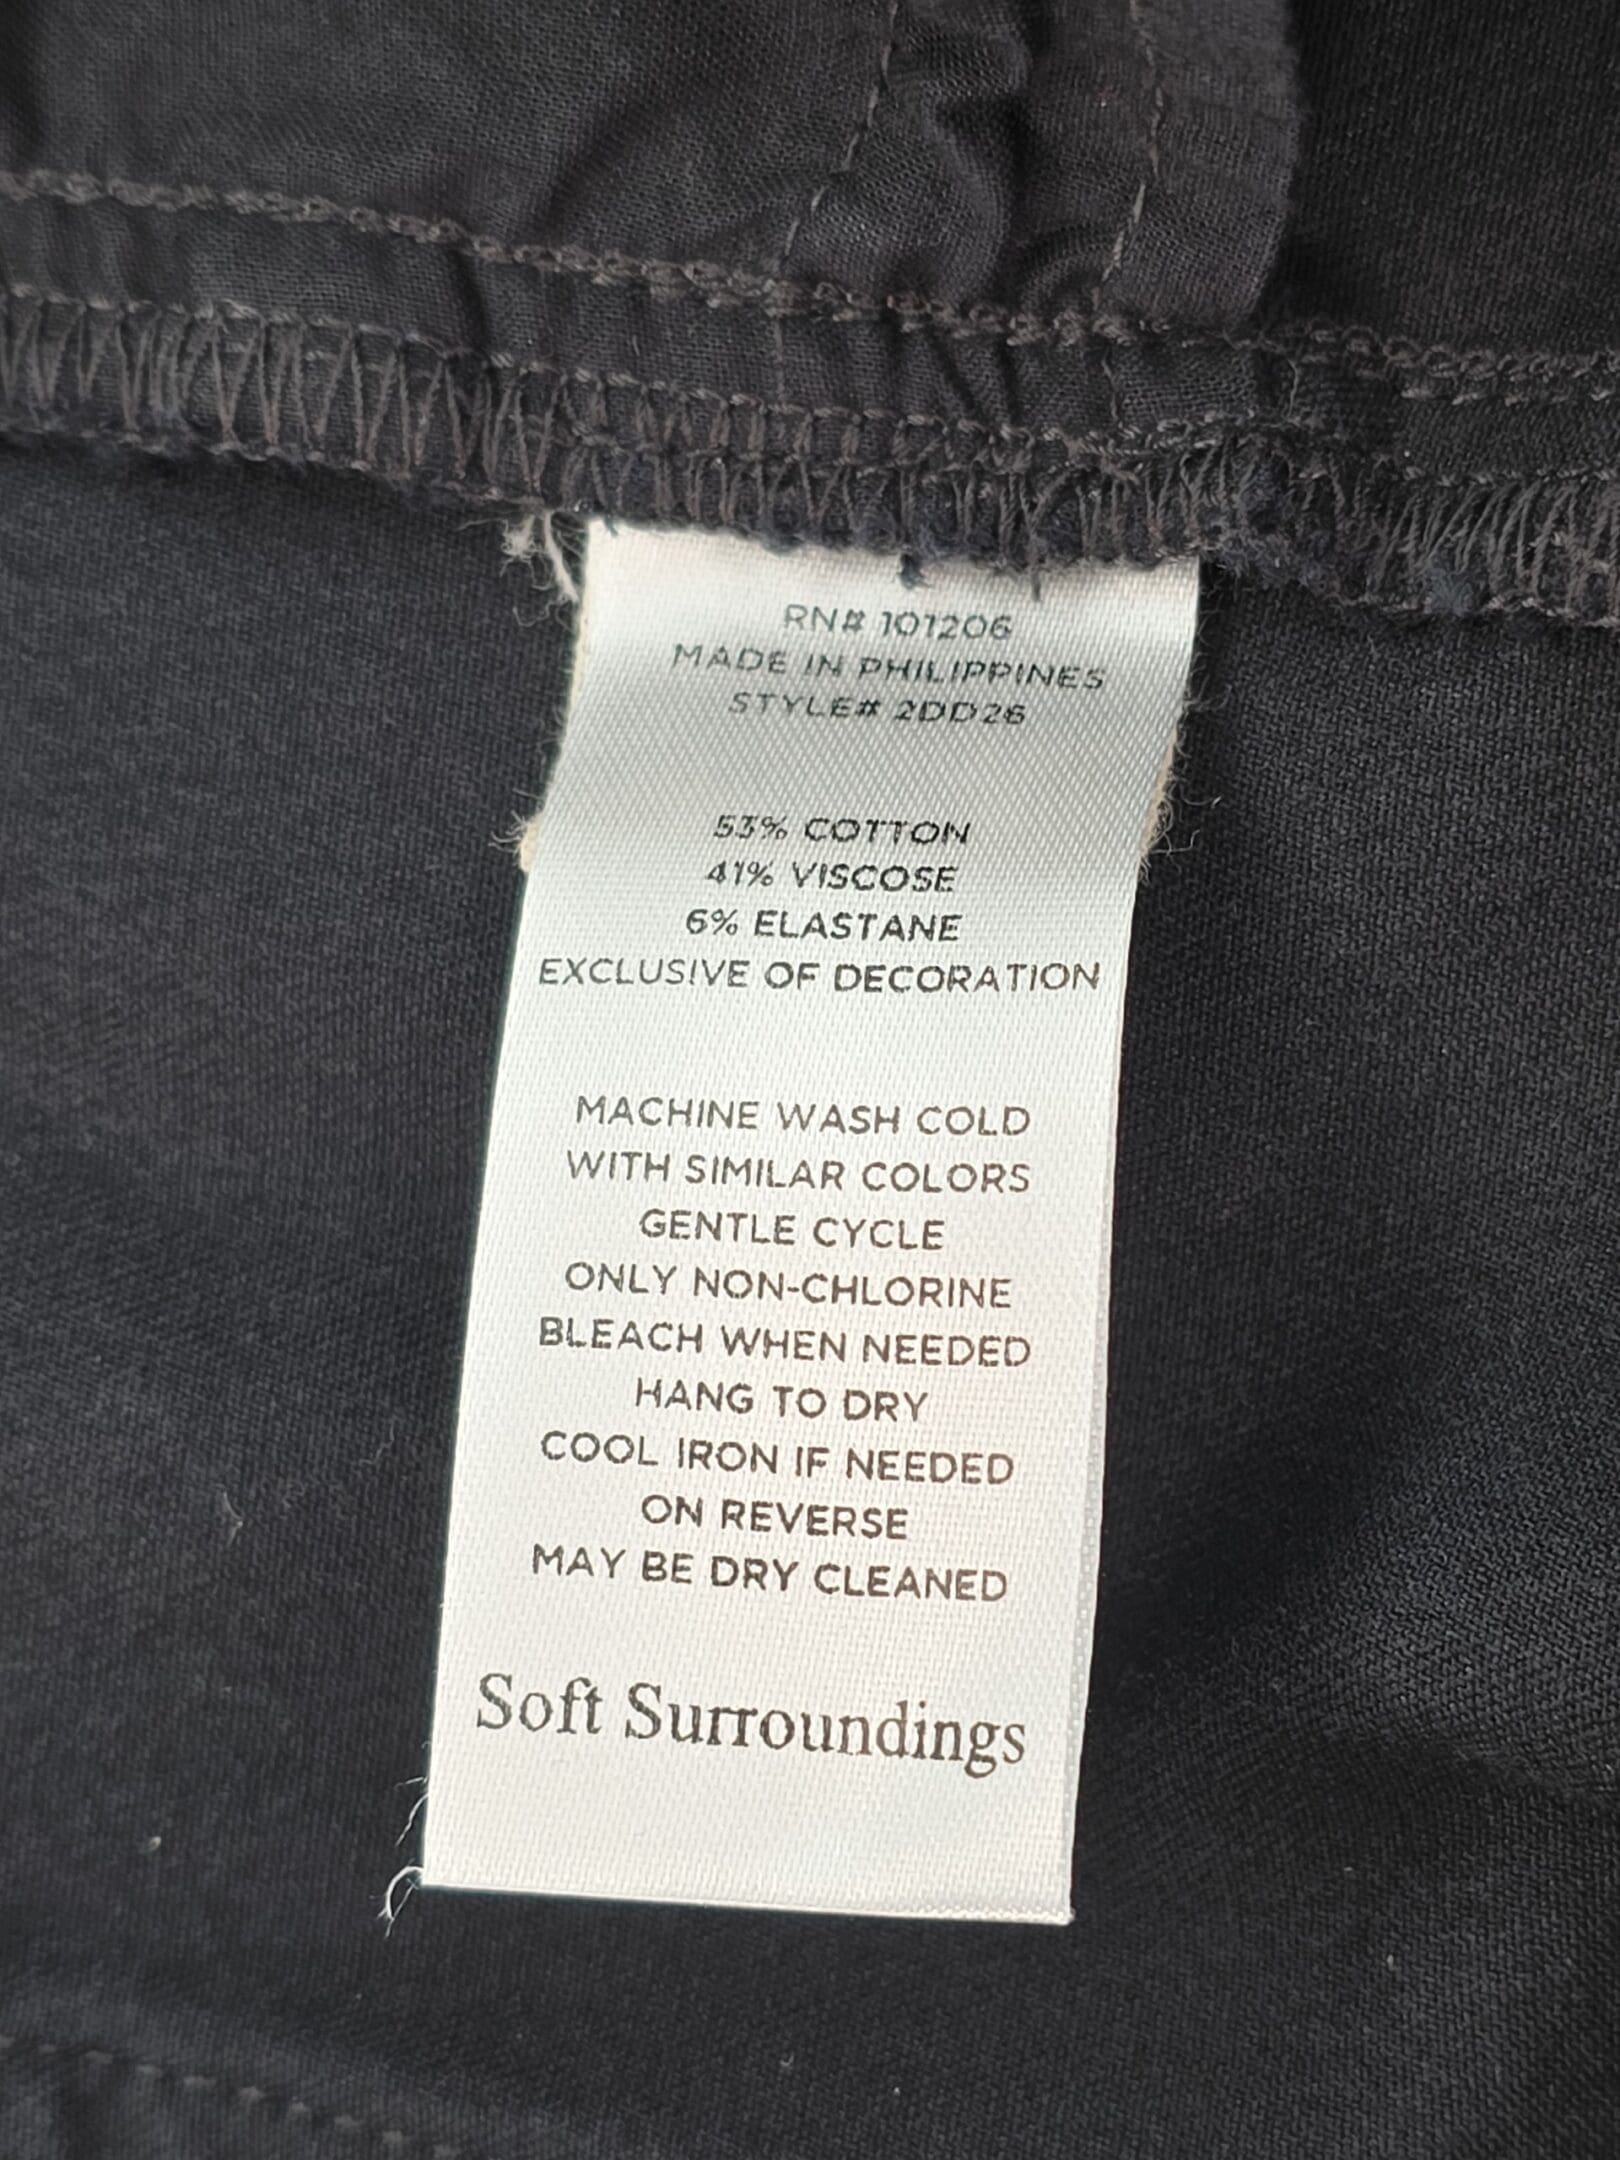 RN# 101206
MADE IN PHILIPPINES
STYLE# 2DD26
53% COTTON
41% VISCOSE
6% ELASTANE
EXCLUSIVE OF DECORATION
MACHINE WASH COLD
WITH SIMILAR COLORS
GENTLE CYCLE
ONLY NON-CHLORINE
BLEACH WHEN NEEDED
HANG TO DRY
COOL IRON IF NEEDED
ON REVERSE
MAY BE DRY CLEANED
Soft Surroundings